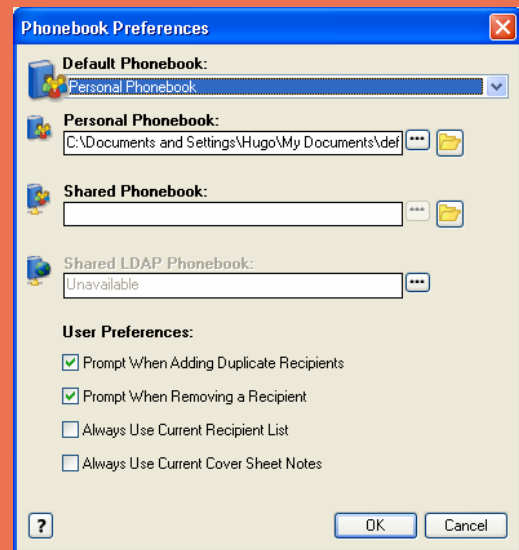 Phonebook Preferences
Default Phonebook:
Personal Phonebook
Personal Phonebook:
C:\Documents and Settings\Hugo\My Documents\def
Shared Phonebook:
Shared LDAP Phonebook:
Unavailable
User Preferences:
Prompt When Adding Duplicate Recipients
Prompt When Removing a Recipient
Always Use Current Recipient List
Always Use Current Cover Sheet Notes
? OK Cancel